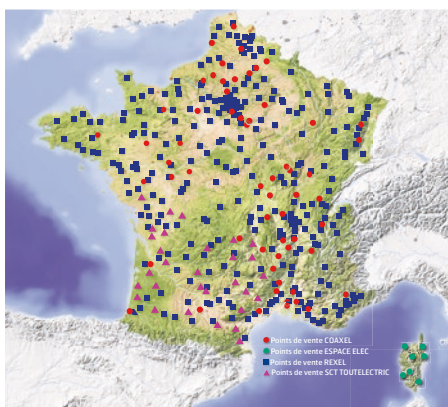 Points de vente COAXEL
Points de vente ESPACE ELEC
Points de vente REXEL
Points de vente SCT TOUTELECTRIC